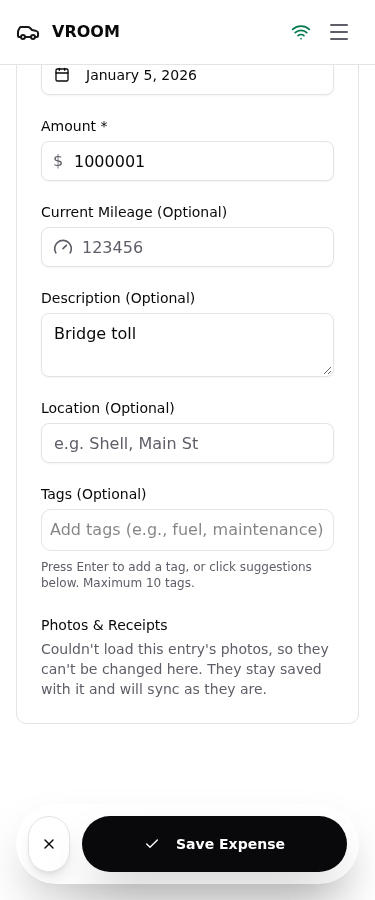 VROOM
January 5, 2026
Amount *
$ 1000001
Current Mileage (Optional)
123456
Description (Optional)
Bridge toll
Location (Optional)
e.g. Shell, Main St
Tags (Optional)
Add tags (e.g., fuel, maintenance)
Press Enter to add a tag, or click suggestions
below. Maximum 10 tags.
Photos & Receipts
Couldn't load this entry's photos, so they
can't be changed here. They stay saved
with it and will sync as they are.
Save Expense